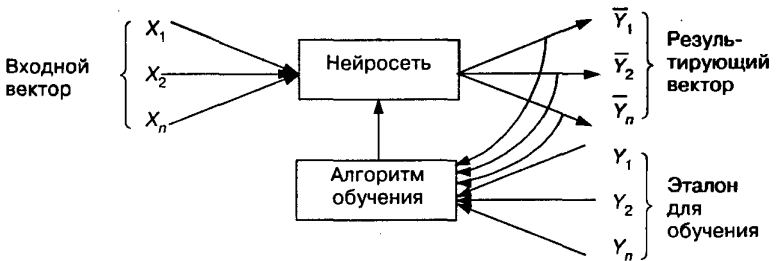 Входной
вектор
X₁
X₂
Xₙ
Нейросеть
Алгоритм
обучения
Y̅₁
Y̅₂
Y̅ₙ
Резуль-
тирующий
вектор
Y₁
Y₂
Yₙ
Эталон
для
обучения